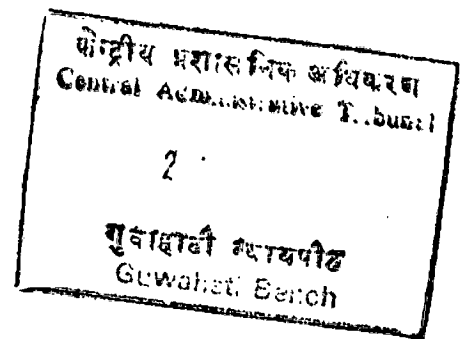 केन्द्रीय प्रशासनिक अधिकरण
Central Administrative Tribunal
2
गुवाहाटी न्यायपीठ
Guwahati Bench